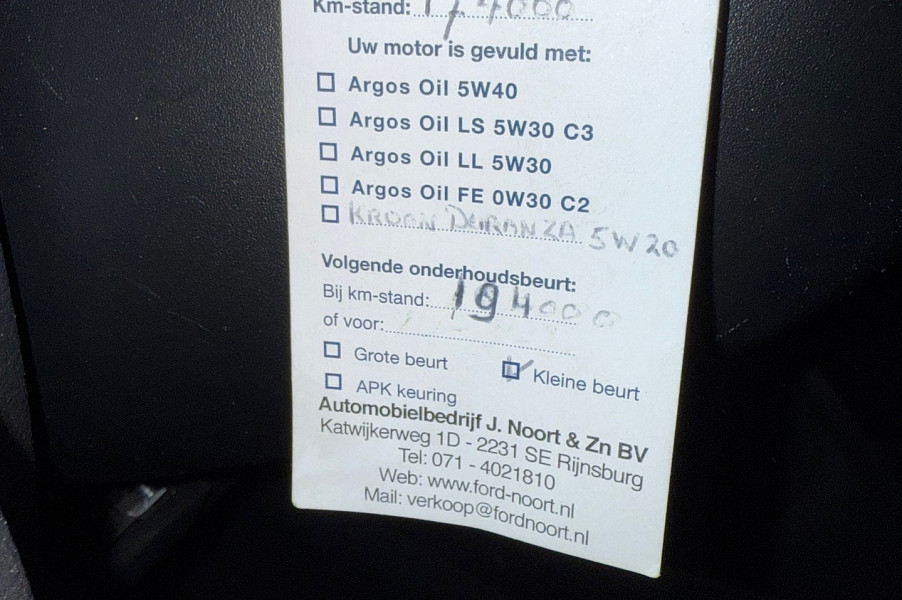 Km-stand: 174000
Uw motor is gevuld met:
Argos Oil 5W40
Argos Oil LS 5W30 C3
Argos Oil LL 5W30
Argos Oil FE 0W30 C2
KROON DURANZA 5W20
Volgende onderhoudsbeurt:
Bij km-stand: 194000
of voor:
Grote beurt Kleine beurt
APK keuring
Automobielbedrijf J. Noort & Zn BV
Katwijkerweg 1D - 2231 SE Rijnsburg
Tel: 071 - 4021810
Web: www.ford-noort.nl
Mail: verkoop@fordnoort.nl